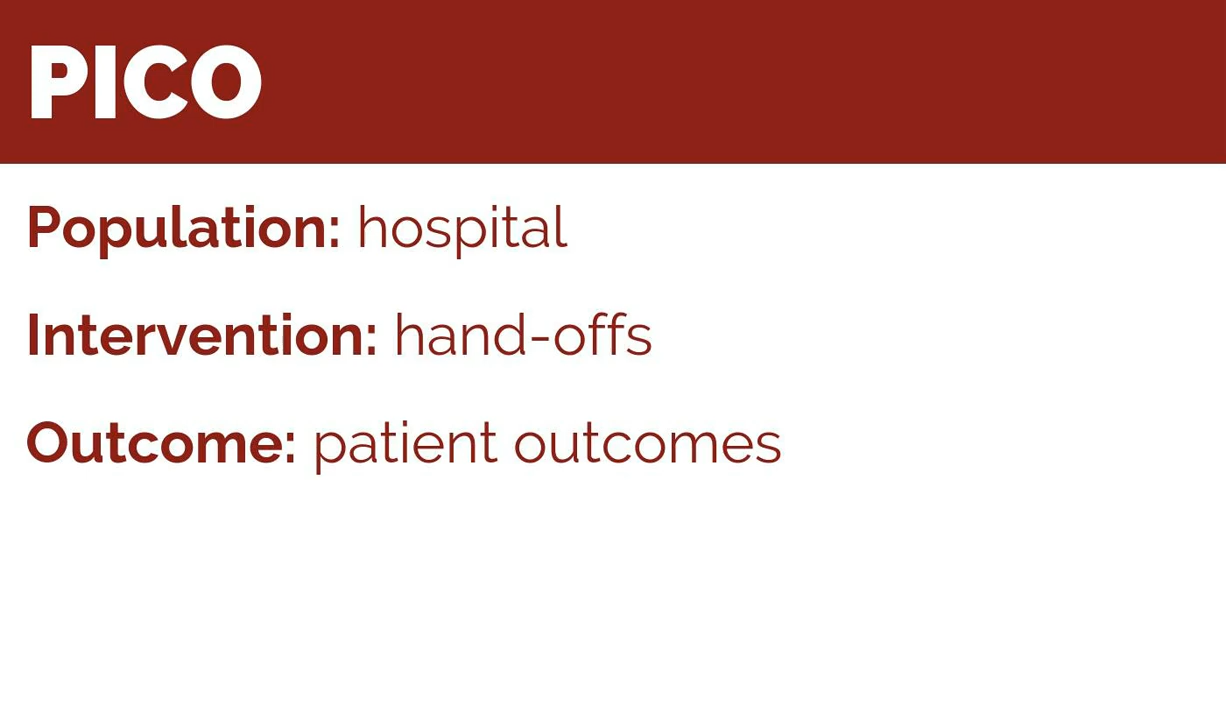 PICO
Population: hospital
Intervention: hand-offs
Outcome: patient outcomes